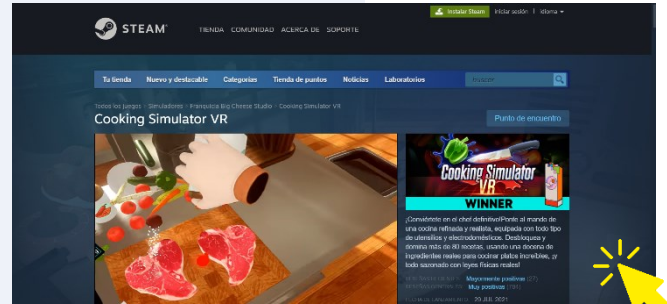 Instalar Steam Iniciar sesión | idioma
STEAM® TIENDA COMUNIDAD ACERCA DE SOPORTE
Tu tienda Nuevo y destacable Categorías Tienda de puntos Noticias Laboratorios buscar
Todos los juegos > Simuladores > Franquicia Big Cheese Studio > Cooking Simulator VR
Cooking Simulator VR
Punto de encuentro
Cooking Simulator
VR
WINNER
¡Conviértete en el chef definitivo!Ponte al mando de
una cocina refinada y realista, equipada con todo tipo
de utensilios y electrodomésticos. Desbloquea y
domina más de 80 recetas, usando una docena de
ingredientes reales para cocinar platos increíbles, ¡y
todo sazonado con leyes físicas reales!
Mayormente positivas
Muy positivas
29 JUL 2021